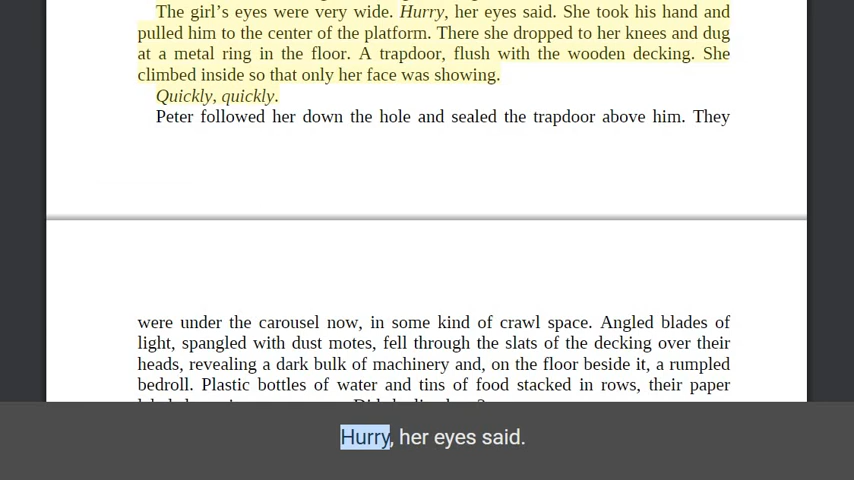 The girl's eyes were very wide. Hurry, her eyes said. She took his hand and
pulled him to the center of the platform. There she dropped to her knees and dug
at a metal ring in the floor. A trapdoor, flush with the wooden decking. She
climbed inside so that only her face was showing.
Quickly, quickly.
Peter followed her down the hole and sealed the trapdoor above him. They
were under the carousel now, in some kind of crawl space. Angled blades of
light, spangled with dust motes, fell through the slats of the decking over their
heads, revealing a dark bulk of machinery and, on the floor beside it, a rumpled
bedroll. Plastic bottles of water and tins of food stacked in rows, their paper
Hurry, her eyes said.